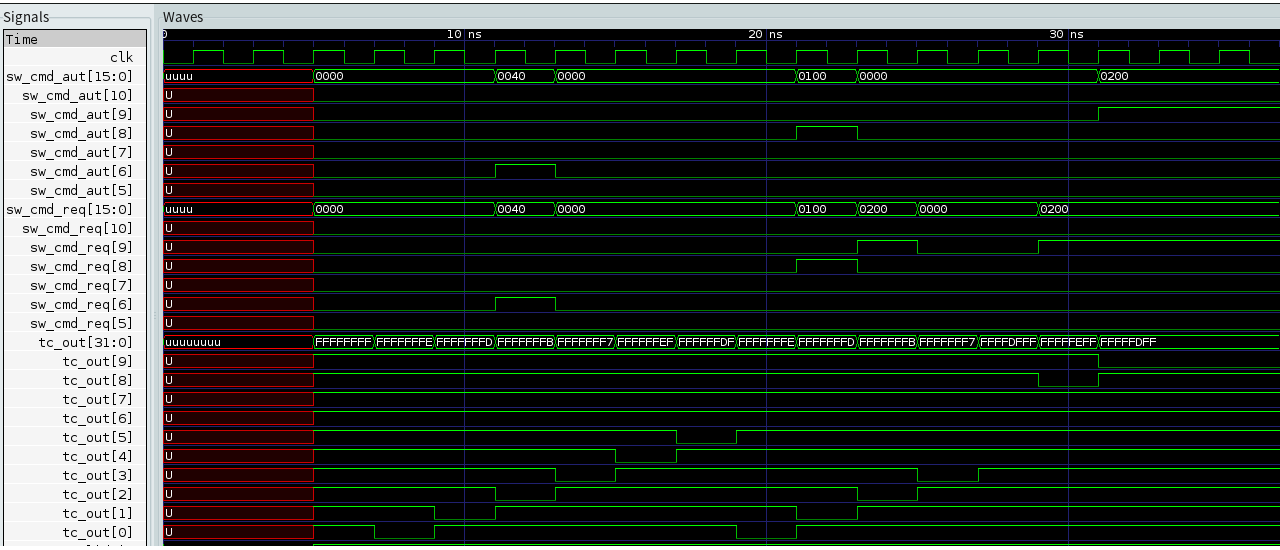 Signals Waves
Time 0 10 ns 20 ns 30 ns
clk
sw_cmd_aut[15:0] uuuu 0000 0040 0000 0100 0000 0200
sw_cmd_aut[10] U
sw_cmd_aut[9] U
sw_cmd_aut[8] U
sw_cmd_aut[7] U
sw_cmd_aut[6] U
sw_cmd_aut[5] U
sw_cmd_req[15:0] uuuu 0000 0040 0000 0100 0200 0000 0200
sw_cmd_req[10] U
sw_cmd_req[9] U
sw_cmd_req[8] U
sw_cmd_req[7] U
sw_cmd_req[6] U
sw_cmd_req[5] U
tc_out[31:0] uuuuuuuu FFFFFFFF FFFFFFFE FFFFFFFD FFFFFFFB FFFFFFF7 FFFFFFEF FFFFFFDF FFFFFFFE FFFFFFFD FFFFFFFB FFFFFFF7 FFFFDFFF FFFFFEFF FFFFFDFF
tc_out[9] U
tc_out[8] U
tc_out[7] U
tc_out[6] U
tc_out[5] U
tc_out[4] U
tc_out[3] U
tc_out[2] U
tc_out[1] U
tc_out[0] U